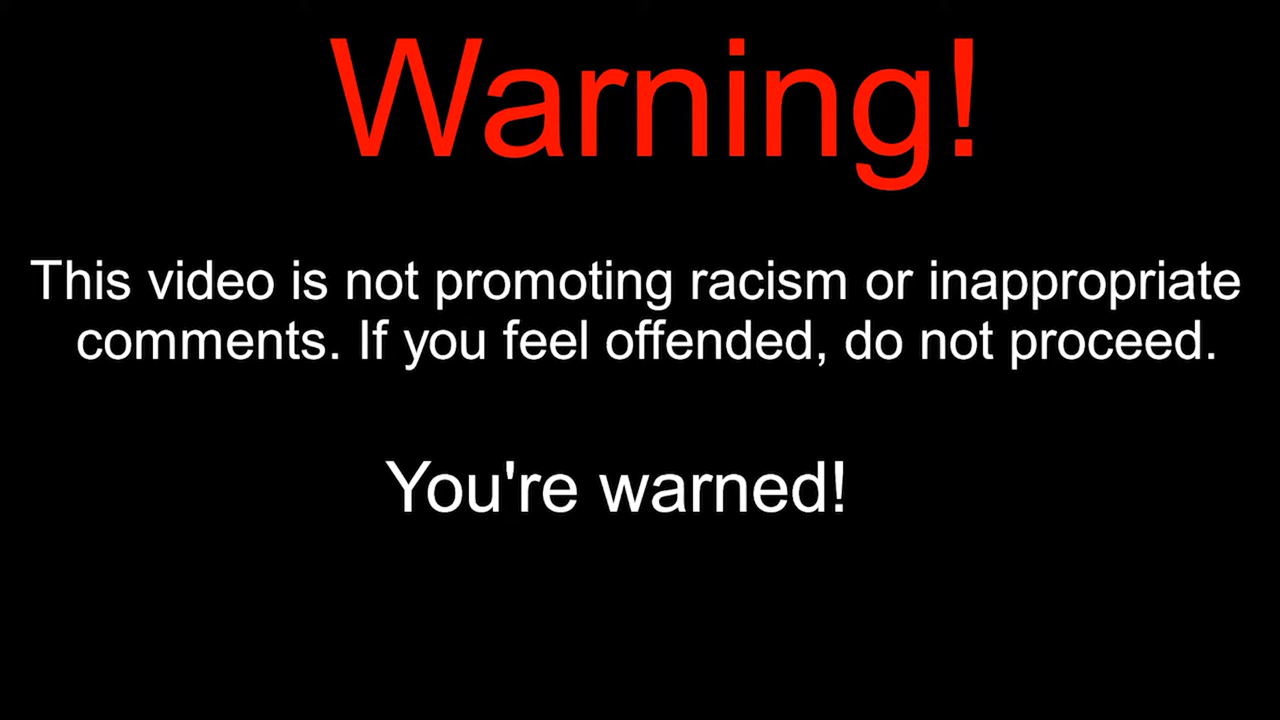 Warning!
This video is not promoting racism or inappropriate
comments. If you feel offended, do not proceed.
You're warned!